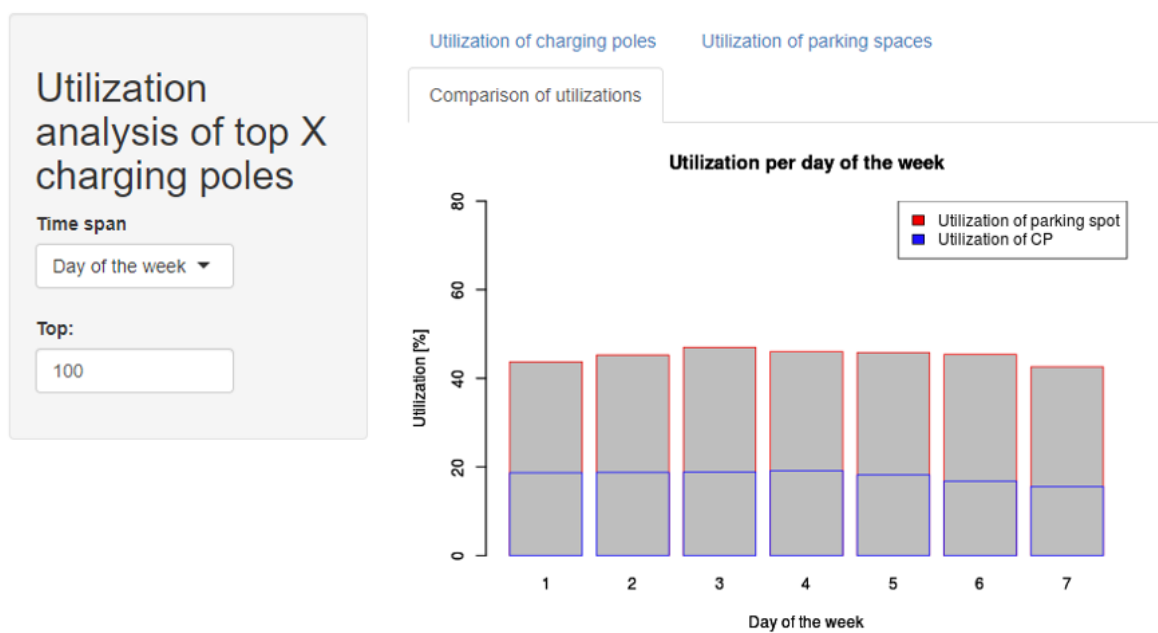 Utilization
analysis of top X
charging poles
Time span
Day of the week
Top:
100
Utilization of charging poles
Utilization of parking spaces
Comparison of utilizations
Utilization per day of the week
Utilization of parking spot
Utilization of CP
Utilization [%]
80
60
40
20
0
1 2 3 4 5 6 7
Day of the week